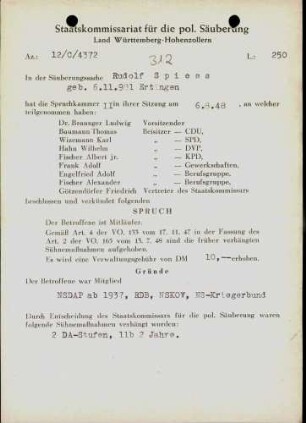 Staatskommissariat für die pol. Säuberung
Land Württemberg-Hohenzollern
Az.: 12/C/4372
312
L.: 250
In der Säuberungssache Rudolf Spiess
geb. 6.11.901 Ertingen
hat die Spruchkammer II in ihrer Sitzung am 6.8.48, an welcher
teilgenommen haben:
Dr. Beuanger Ludwig Vorsitzender
Baumann Thomas Beisitzer — CDU,
Wizemann Karl „ — SPD,
Hahn Wilhelm „ — DVP,
Fischer Albert jr. „ — KPD,
Frank Adolf „ — Gewerkschaften,
Engelfried Adolf „ — Berufsgruppe,
Fischer Alexander „ — Berufsgruppe,
Götzendörfer Friedrich Vertreter des Staatskommissars
beschlossen und verkündet folgenden
SPRUCH
Der Betroffene ist Mitläufer.
Gemäß Art. 4 der VO. 133 vom 17. 11. 47 in der Fassung des
Art. 2 der VO. 165 vom 13. 7. 48 sind die früher verhängten
Sühnemaßnahmen aufgehoben.
Es wird eine Verwaltungsgebühr von DM 10,— erhoben.
Gründe
Der Betroffene war Mitglied
NSDAP ab 1937, RDB, NSKOV, NS-Kriegerbund
Durch Entscheidung des Staatskommissars für die pol. Säuberung waren
folgende Sühnemaßnahmen verhängt worden:
2 DA-Stufen, 11b 2 Jahre.